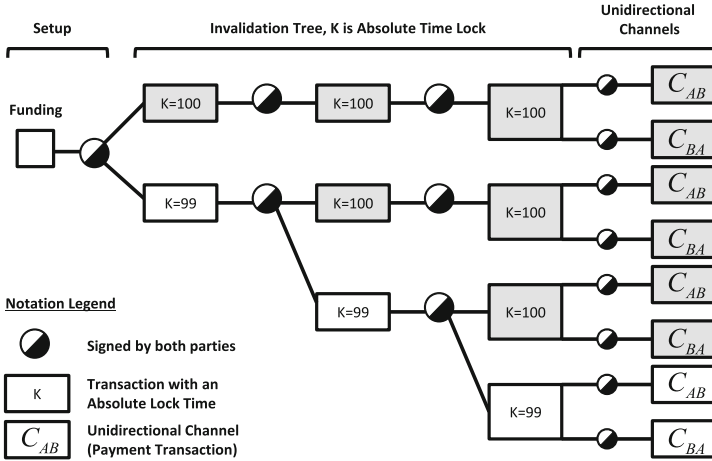 Setup
Invalidation Tree, K is Absolute Time Lock
Unidirectional
Channels
Funding
K=100
K=100
K=100
C_AB
C_BA
K=99
K=100
K=100
C_AB
C_BA
K=99
K=100
C_AB
C_BA
K=99
C_AB
C_BA
Notation Legend
Signed by both parties
K
Transaction with an
Absolute Lock Time
C_AB
Unidirectional Channel
(Payment Transaction)